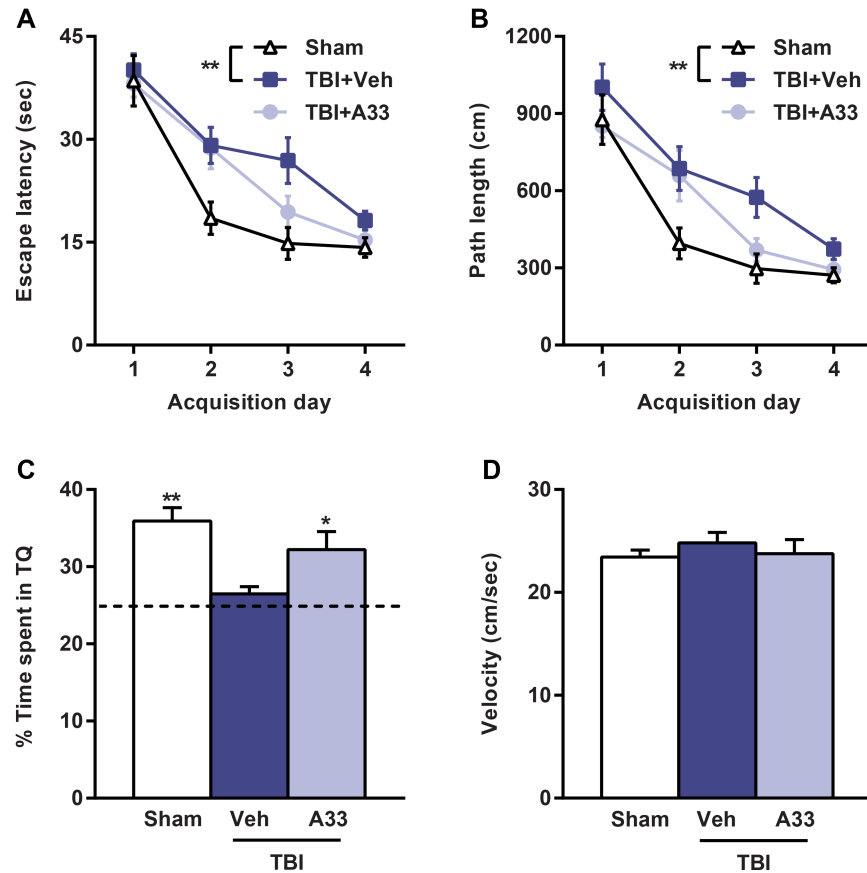 A
45
30
15
0
Escape latency (sec)
1 2 3 4
Acquisition day
** Sham
TBI+Veh
TBI+A33
B
1200
900
600
300
0
Path length (cm)
1 2 3 4
Acquisition day
** Sham
TBI+Veh
TBI+A33
C
40
30
20
10
0
% Time spent in TQ
**
*
Sham Veh A33
TBI
D
30
20
10
0
Velocity (cm/sec)
Sham Veh A33
TBI